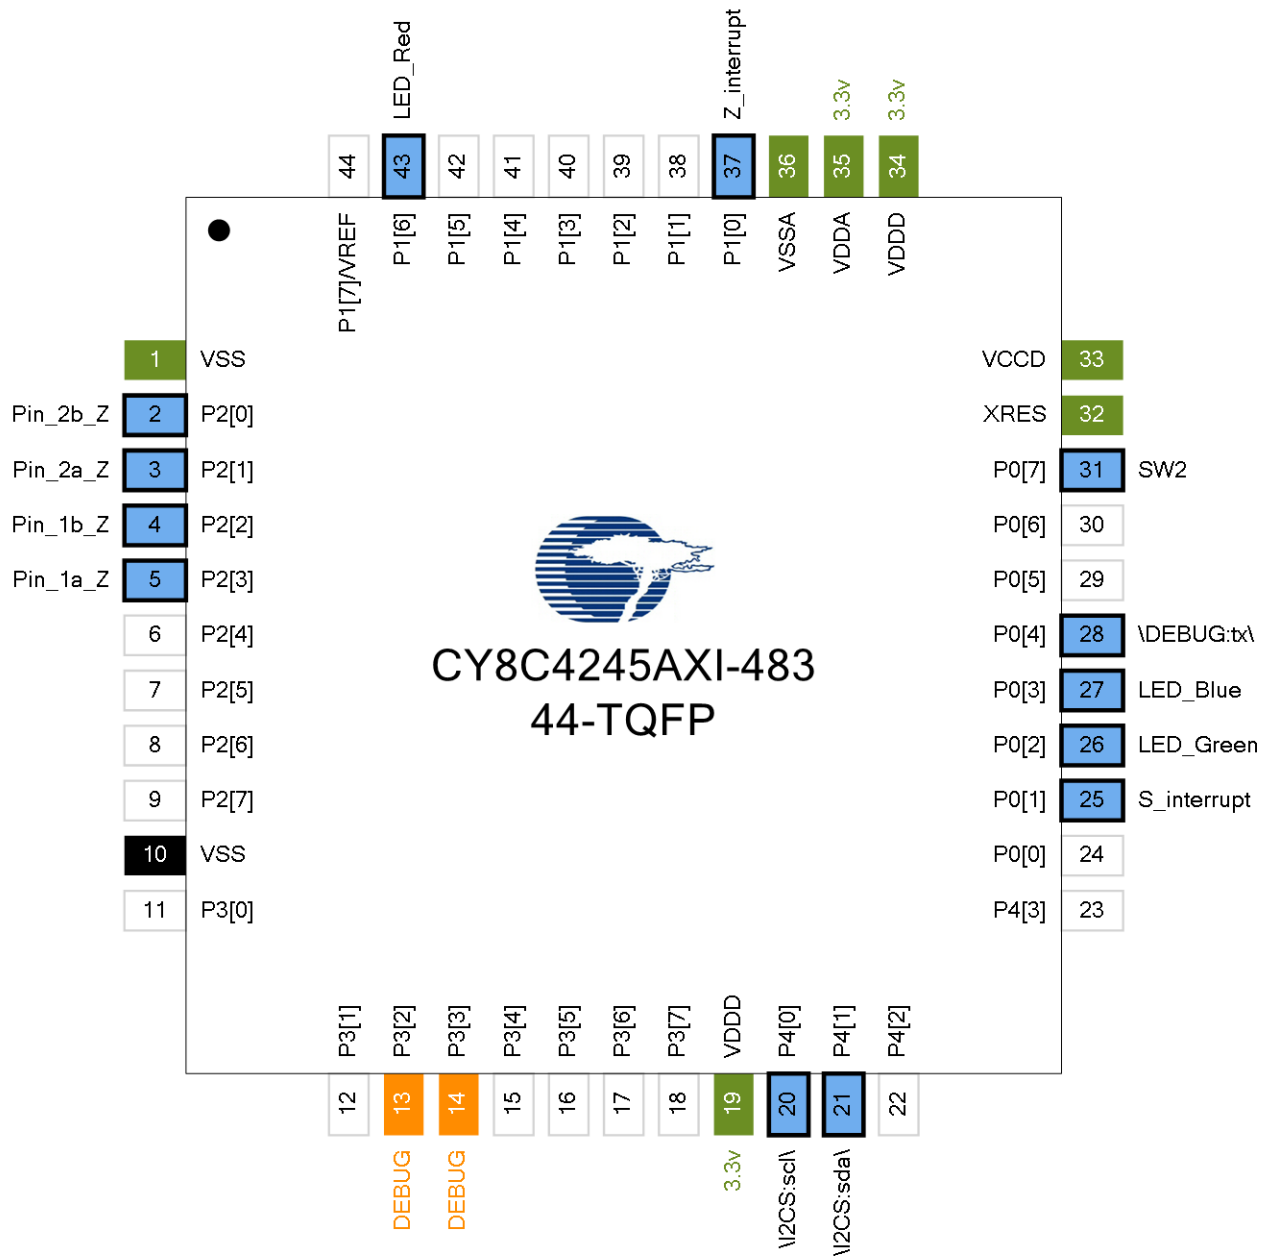 LED_Red
Z_interrupt
3.3v
3.3v
44
43
42
41
40
39
38
37
36
35
34
P1[7]/VREF
P1[6]
P1[5]
P1[4]
P1[3]
P1[2]
P1[1]
P1[0]
VSSA
VDDA
VDDD
1 VSS
Pin_2b_Z 2 P2[0]
Pin_2a_Z 3 P2[1]
Pin_1b_Z 4 P2[2]
Pin_1a_Z 5 P2[3]
6 P2[4]
7 P2[5]
8 P2[6]
9 P2[7]
10 VSS
11 P3[0]
CY8C4245AXI-483
44-TQFP
VCCD 33
XRES 32
P0[7] 31 SW2
P0[6] 30
P0[5] 29
P0[4] 28 \DEBUG:tx\
P0[3] 27 LED_Blue
P0[2] 26 LED_Green
P0[1] 25 S_interrupt
P0[0] 24
P4[3] 23
P3[1]
P3[2]
P3[3]
P3[4]
P3[5]
P3[6]
P3[7]
VDDD
P4[0]
P4[1]
P4[2]
12
13
14
15
16
17
18
19
20
21
22
DEBUG
DEBUG
3.3v
\I2CS:scl\
\I2CS:sda\